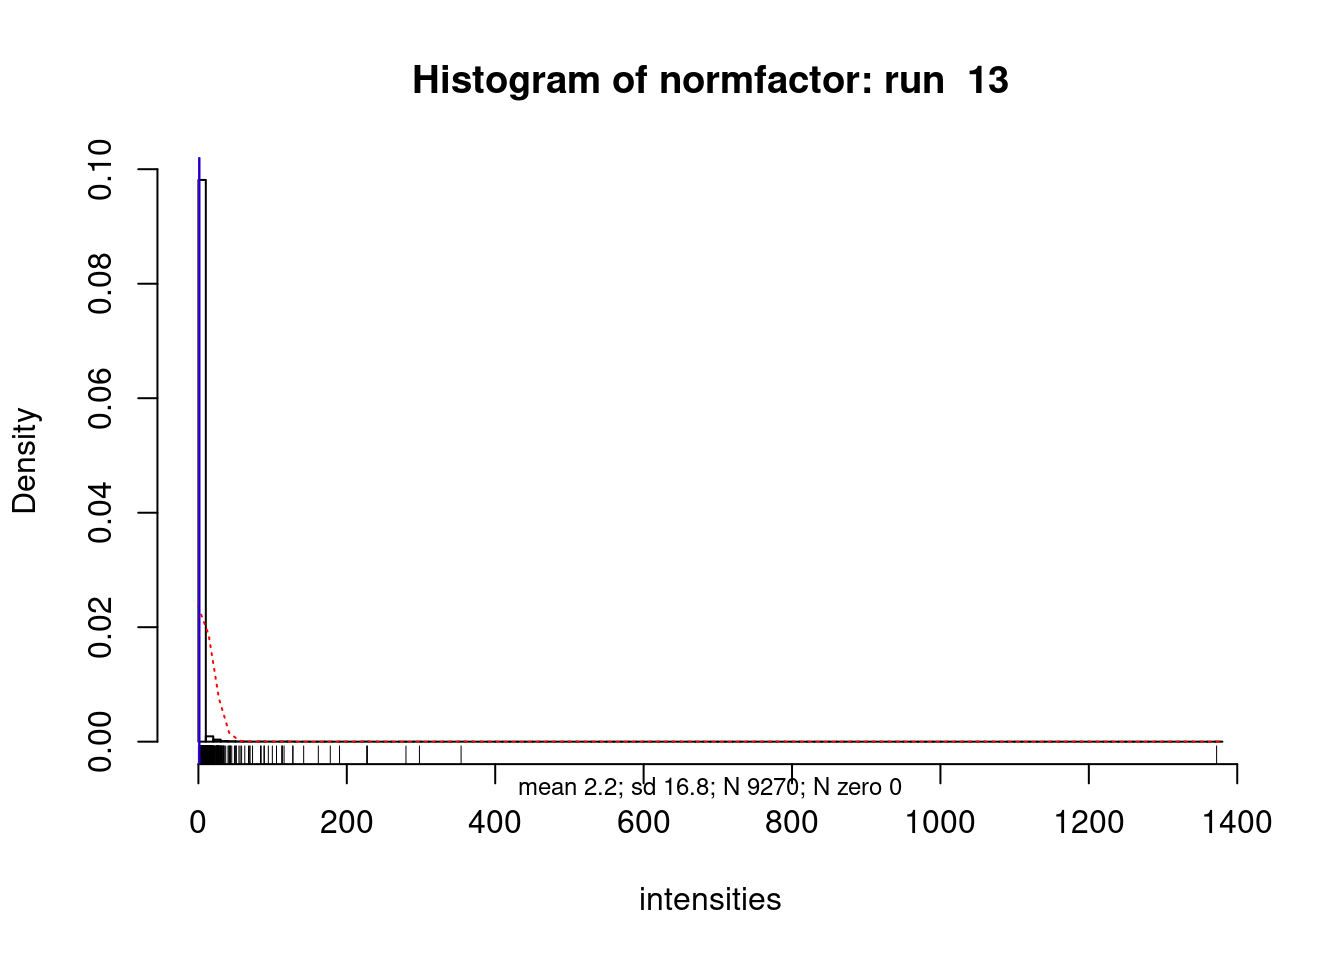 Histogram of normfactor: run  13
Density
0.10
0.08
0.06
0.04
0.02
0.00
mean 2.2; sd 16.8; N 9270; N zero 0
0 200 400 600 800 1000 1200 1400
intensities